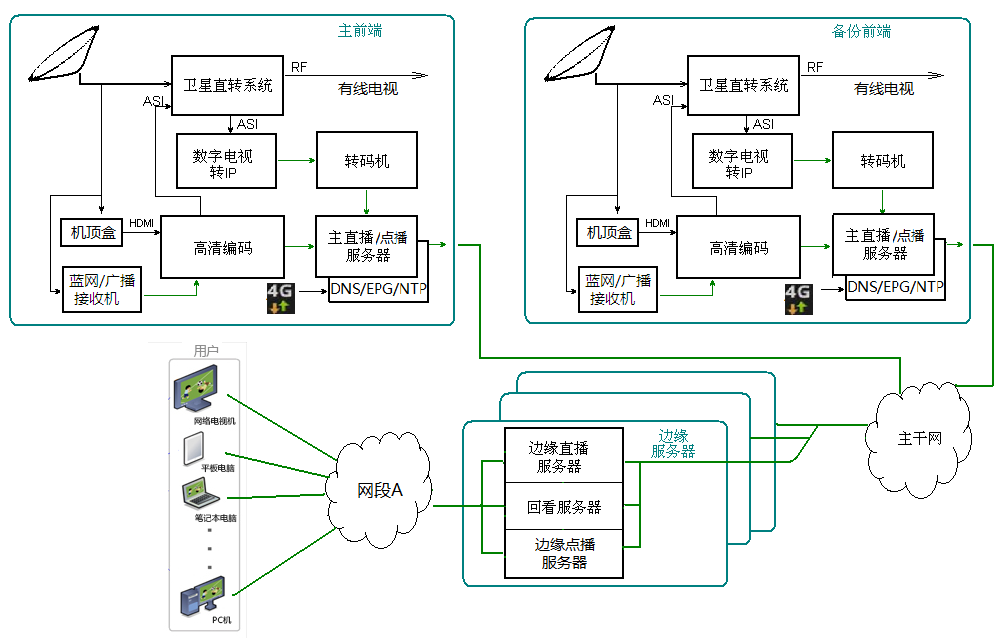 主前端
RF
卫星直转系统
有线电视
ASI
ASI
数字电视
转IP
转码机
机顶盒
HDMI
高清编码
主直播/点播
服务器
蓝网/广播
接收机
4G
DNS/EPG/NTP
备份前端
RF
卫星直转系统
有线电视
ASI
ASI
数字电视
转IP
转码机
机顶盒
HDMI
高清编码
主直播/点播
服务器
蓝网/广播
接收机
4G
DNS/EPG/NTP
用户
网络电视机
平板电脑
笔记本电脑
PC机
网段A
边缘直播
服务器
回看服务器
边缘点播
服务器
边缘
服务器
主干网